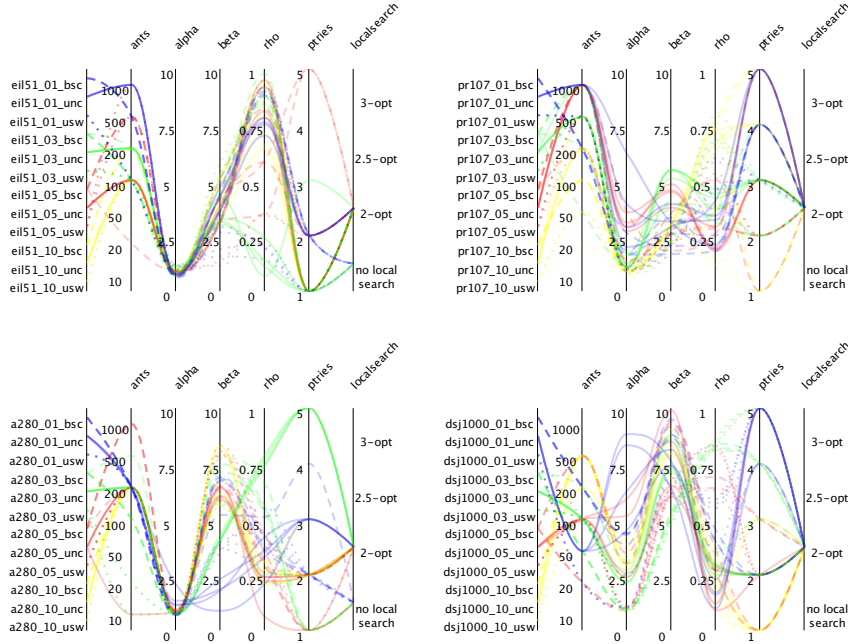 ants alpha beta rho ptries localsearch
eil51_01_bsc
eil51_01_unc
eil51_01_usw
eil51_03_bsc
eil51_03_unc
eil51_03_usw
eil51_05_bsc
eil51_05_unc
eil51_05_usw
eil51_10_bsc
eil51_10_unc
eil51_10_usw
1000
500
200
100
50
20
10
10
7.5
5
2.5
0
10
7.5
5
2.5
0
1
0.75
0.5
0.25
0
5
4
3
2
1
3-opt
2.5-opt
2-opt
no local
search
ants alpha beta rho ptries localsearch
pr107_01_bsc
pr107_01_unc
pr107_01_usw
pr107_03_bsc
pr107_03_unc
pr107_03_usw
pr107_05_bsc
pr107_05_unc
pr107_05_usw
pr107_10_bsc
pr107_10_unc
pr107_10_usw
1000
500
200
100
50
20
10
10
7.5
5
2.5
0
10
7.5
5
2.5
0
1
0.75
0.5
0.25
0
5
4
3
2
1
3-opt
2.5-opt
2-opt
no local
search
ants alpha beta rho ptries localsearch
a280_01_bsc
a280_01_unc
a280_01_usw
a280_03_bsc
a280_03_unc
a280_03_usw
a280_05_bsc
a280_05_unc
a280_05_usw
a280_10_bsc
a280_10_unc
a280_10_usw
1000
500
200
100
50
20
10
10
7.5
5
2.5
0
10
7.5
5
2.5
0
1
0.75
0.5
0.25
0
5
4
3
2
1
3-opt
2.5-opt
2-opt
no local
search
ants alpha beta rho ptries localsearch
dsj1000_01_bsc
dsj1000_01_unc
dsj1000_01_usw
dsj1000_03_bsc
dsj1000_03_unc
dsj1000_03_usw
dsj1000_05_bsc
dsj1000_05_unc
dsj1000_05_usw
dsj1000_10_bsc
dsj1000_10_unc
dsj1000_10_usw
1000
500
200
100
50
20
10
10
7.5
5
2.5
0
10
7.5
5
2.5
0
1
0.75
0.5
0.25
0
5
4
3
2
1
3-opt
2.5-opt
2-opt
no local
search